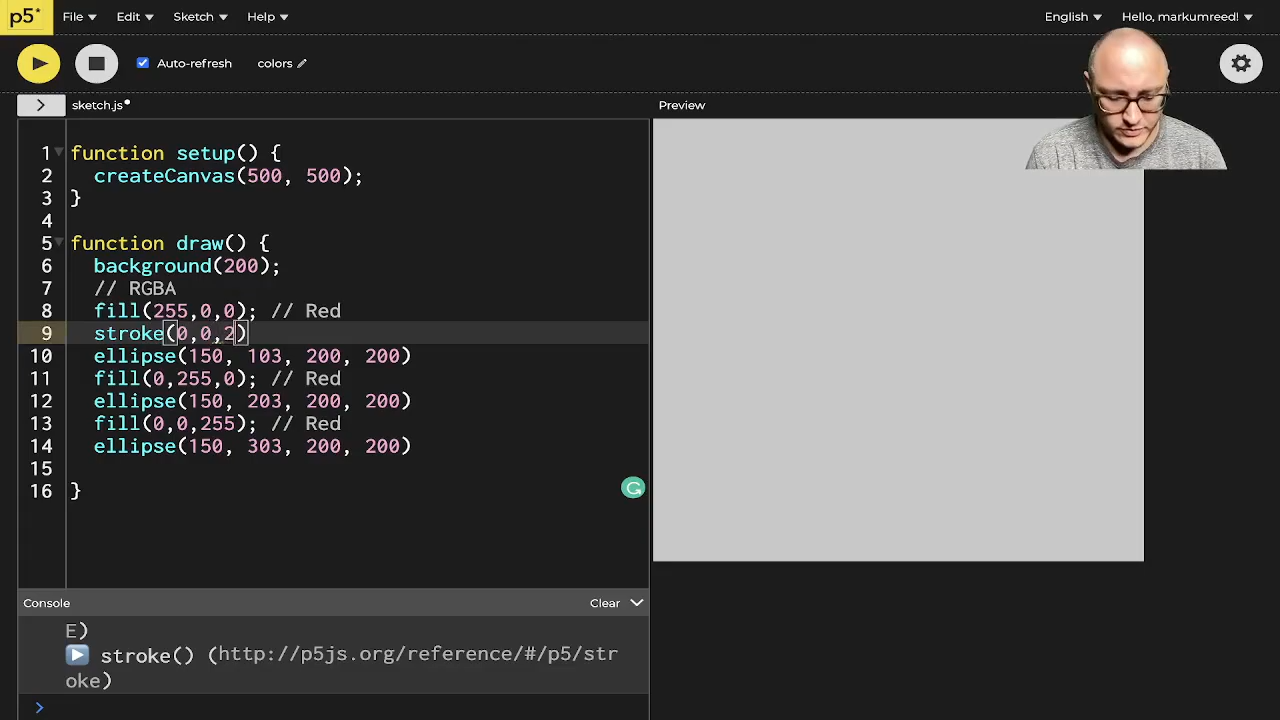 p5* File Edit Sketch Help English Hello, markumreed!
Auto-refresh colors
> sketch.js Preview
1 function setup() {
2 createCanvas(500, 500);
3 }
4
5 function draw() {
6 background(200);
7 // RGBA
8 fill(255,0,0); // Red
9 stroke(0,0,2)
10 ellipse(150, 103, 200, 200)
11 fill(0,255,0); // Red
12 ellipse(150, 203, 200, 200)
13 fill(0,0,255); // Red
14 ellipse(150, 303, 200, 200)
15
16 }
Console Clear
E)
stroke() (http://p5js.org/reference/#/p5/str
oke)
>